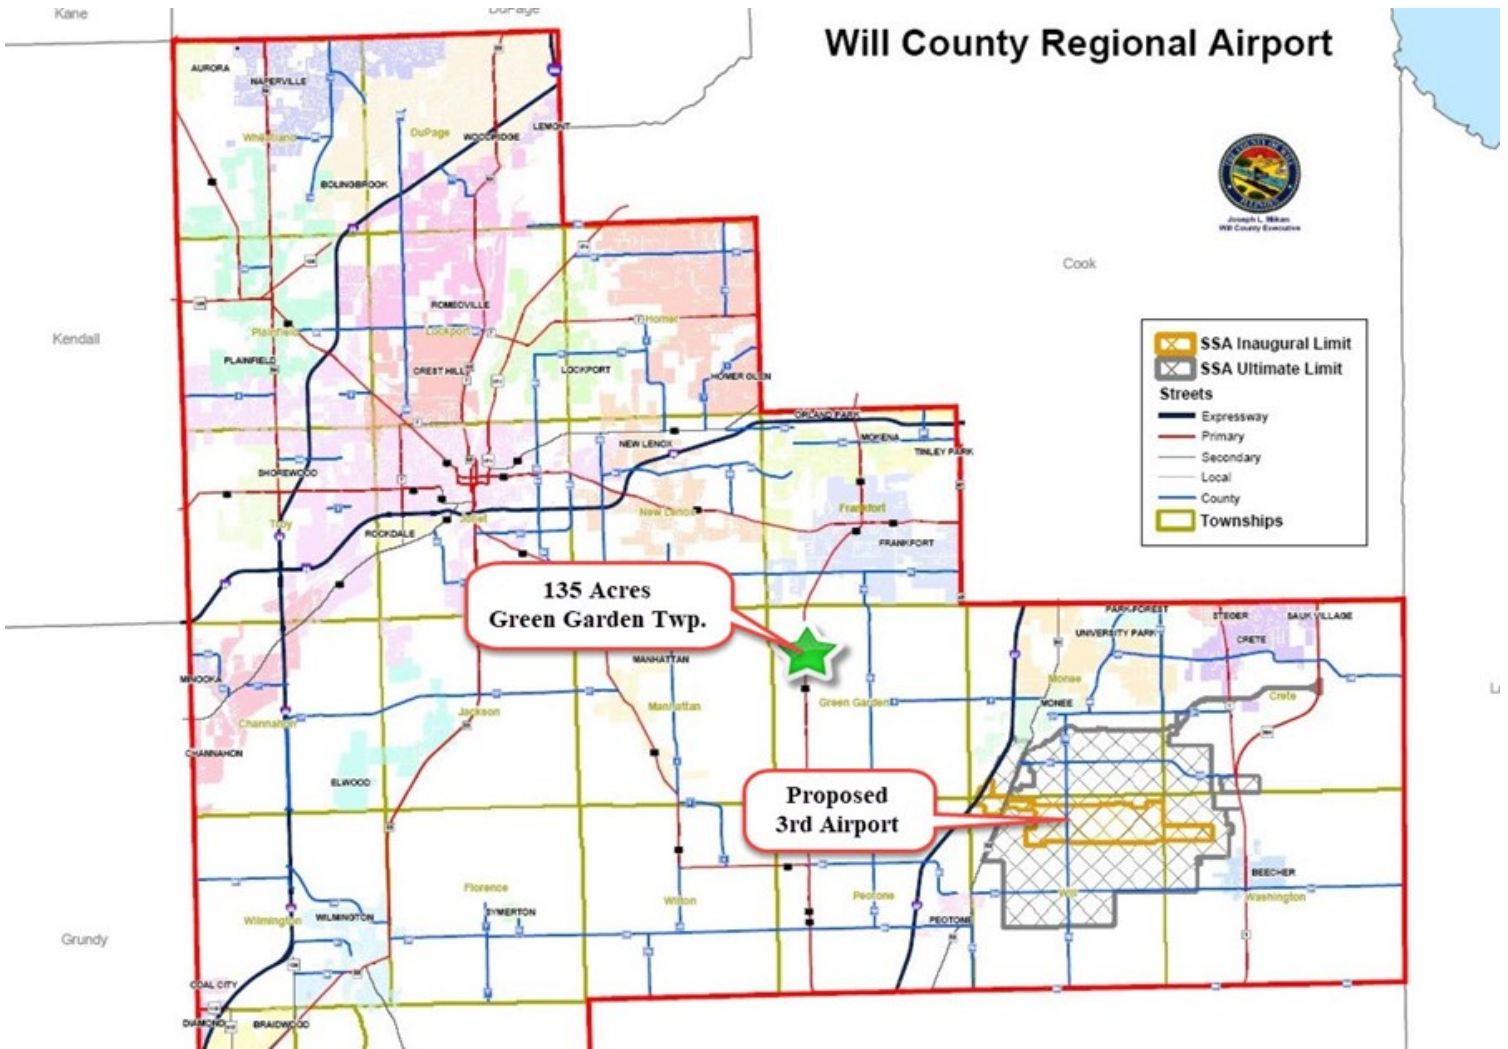 Kane
DuPage
Will County Regional Airport
AURORA
NAPERVILLE
Wheatland
DuPage
WOODRIDGE
LEMONT
BOLINGBROOK
Joseph L. Mikan
Will County Executive
Cook
ROMEOVILLE
Kendall
Plainfield
Lockport
Homer
PLAINFIELD
CREST HILL
LOCKPORT
HOMER GLEN
SSA Inaugural Limit
SSA Ultimate Limit
Streets
Expressway
Primary
Secondary
Local
County
Townships
ORLAND PARK
NEW LENOX
MOKENA
TINLEY PARK
SHOREWOOD
Troy
Joliet
New Lenox
Frankfort
ROCKDALE
FRANKFORT
135 Acres
Green Garden Twp.
PARK FOREST
STEGER
SAUK VILLAGE
UNIVERSITY PARK
CRETE
MANHATTAN
MINOOKA
Monee
Crete
Channahon
Jackson
Manhattan
Green Garden
MONEE
CHANNAHON
ELWOOD
Proposed
3rd Airport
BEECHER
Florence
Wilton
Peotone
Will
Washington
Wilmington
WILMINGTON
SYMERTON
PEOTONE
Grundy
COAL CITY
DIAMOND
BRAIDWOOD